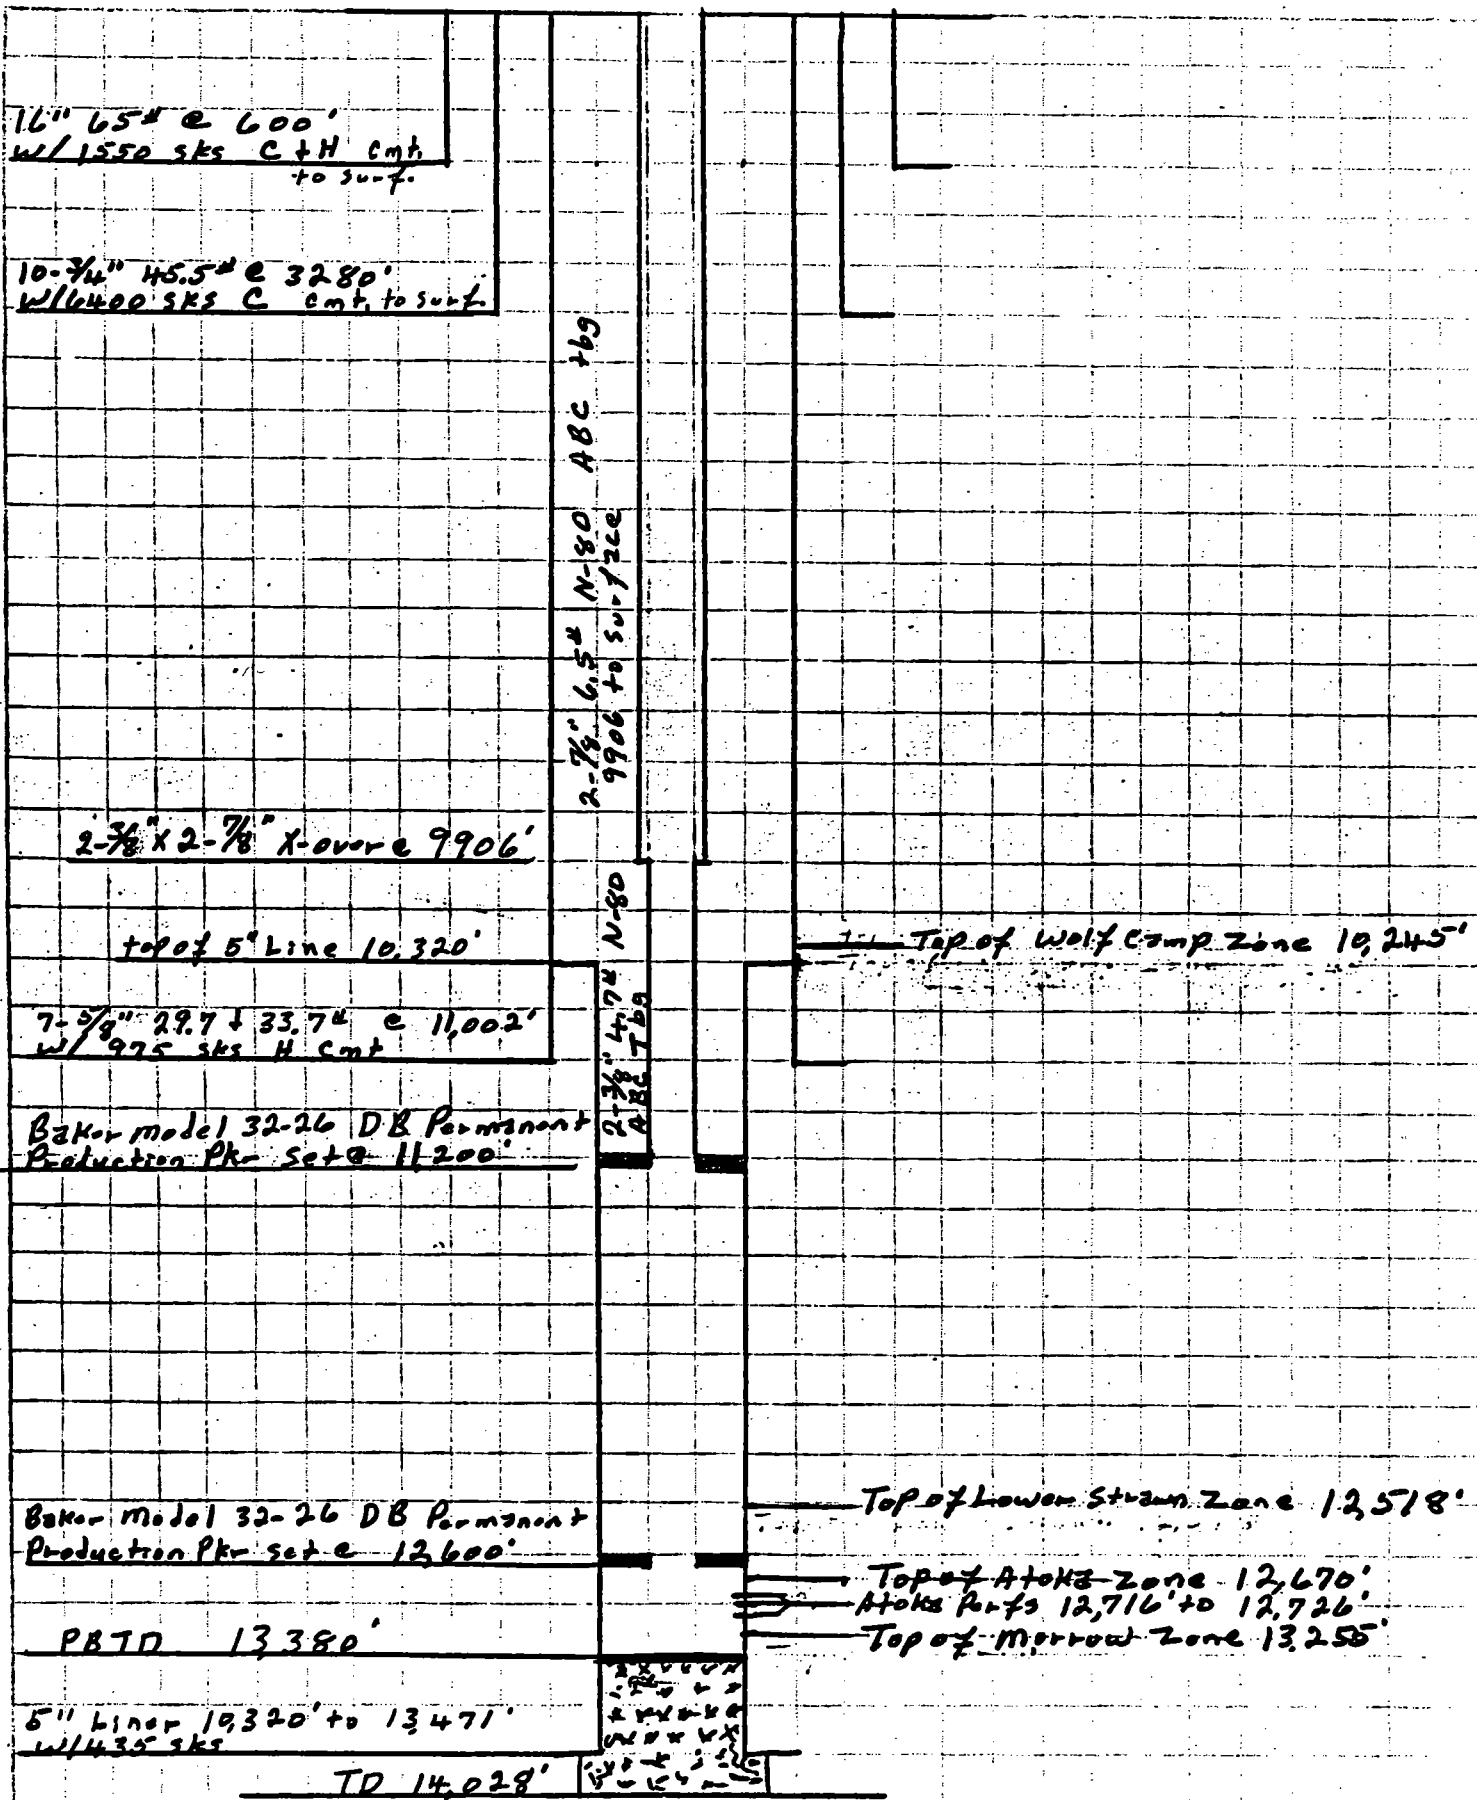 16" 65# @ 600'
w/ 1550 sks C + H cmt.
to surf.
10-3/4" 45.5# @ 3280'
w/6400 sks C cmt. to surf.
2-7/8" 6.5# N-80 ABC tbg
9906 to surface
2-3/8" x 2-7/8" X-over @ 9906'
top of 5" Line 10,320'
Top of Wolf Camp Zone 10,245'
7-5/8" 29.7 + 33.7# @ 11,002'
w/ 975 sks H Cmt
2-3/8" 4.7# N-80
ABC Tbg
Baker model 32-26 DB Permanent
Production Pkr set @ 11,200'
Top of Lower Strawn Zone 12,518'
Baker Model 32-26 DB Permanent
Production Pkr set @ 12,600'
Top of Atoka Zone 12,670'
Atoka Perfs 12,716' to 12,726'
Top of Morrow Zone 13,255'
PBTD 13,380'
5" Liner 10,320' to 13,471'
w/435 sks
TD 14,028'